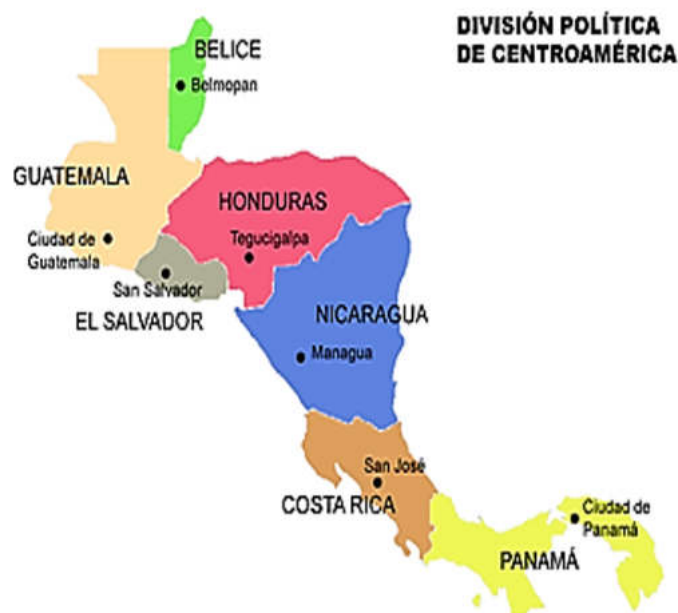 DIVISIÓN POLÍTICA
DE CENTROAMÉRICA
BELICE
Belmopan
GUATEMALA
HONDURAS
Ciudad de
Guatemala
Tegucigalpa
San Salvador
EL SALVADOR
NICARAGUA
Managua
San José
COSTA RICA
Ciudad de
Panamá
PANAMÁ